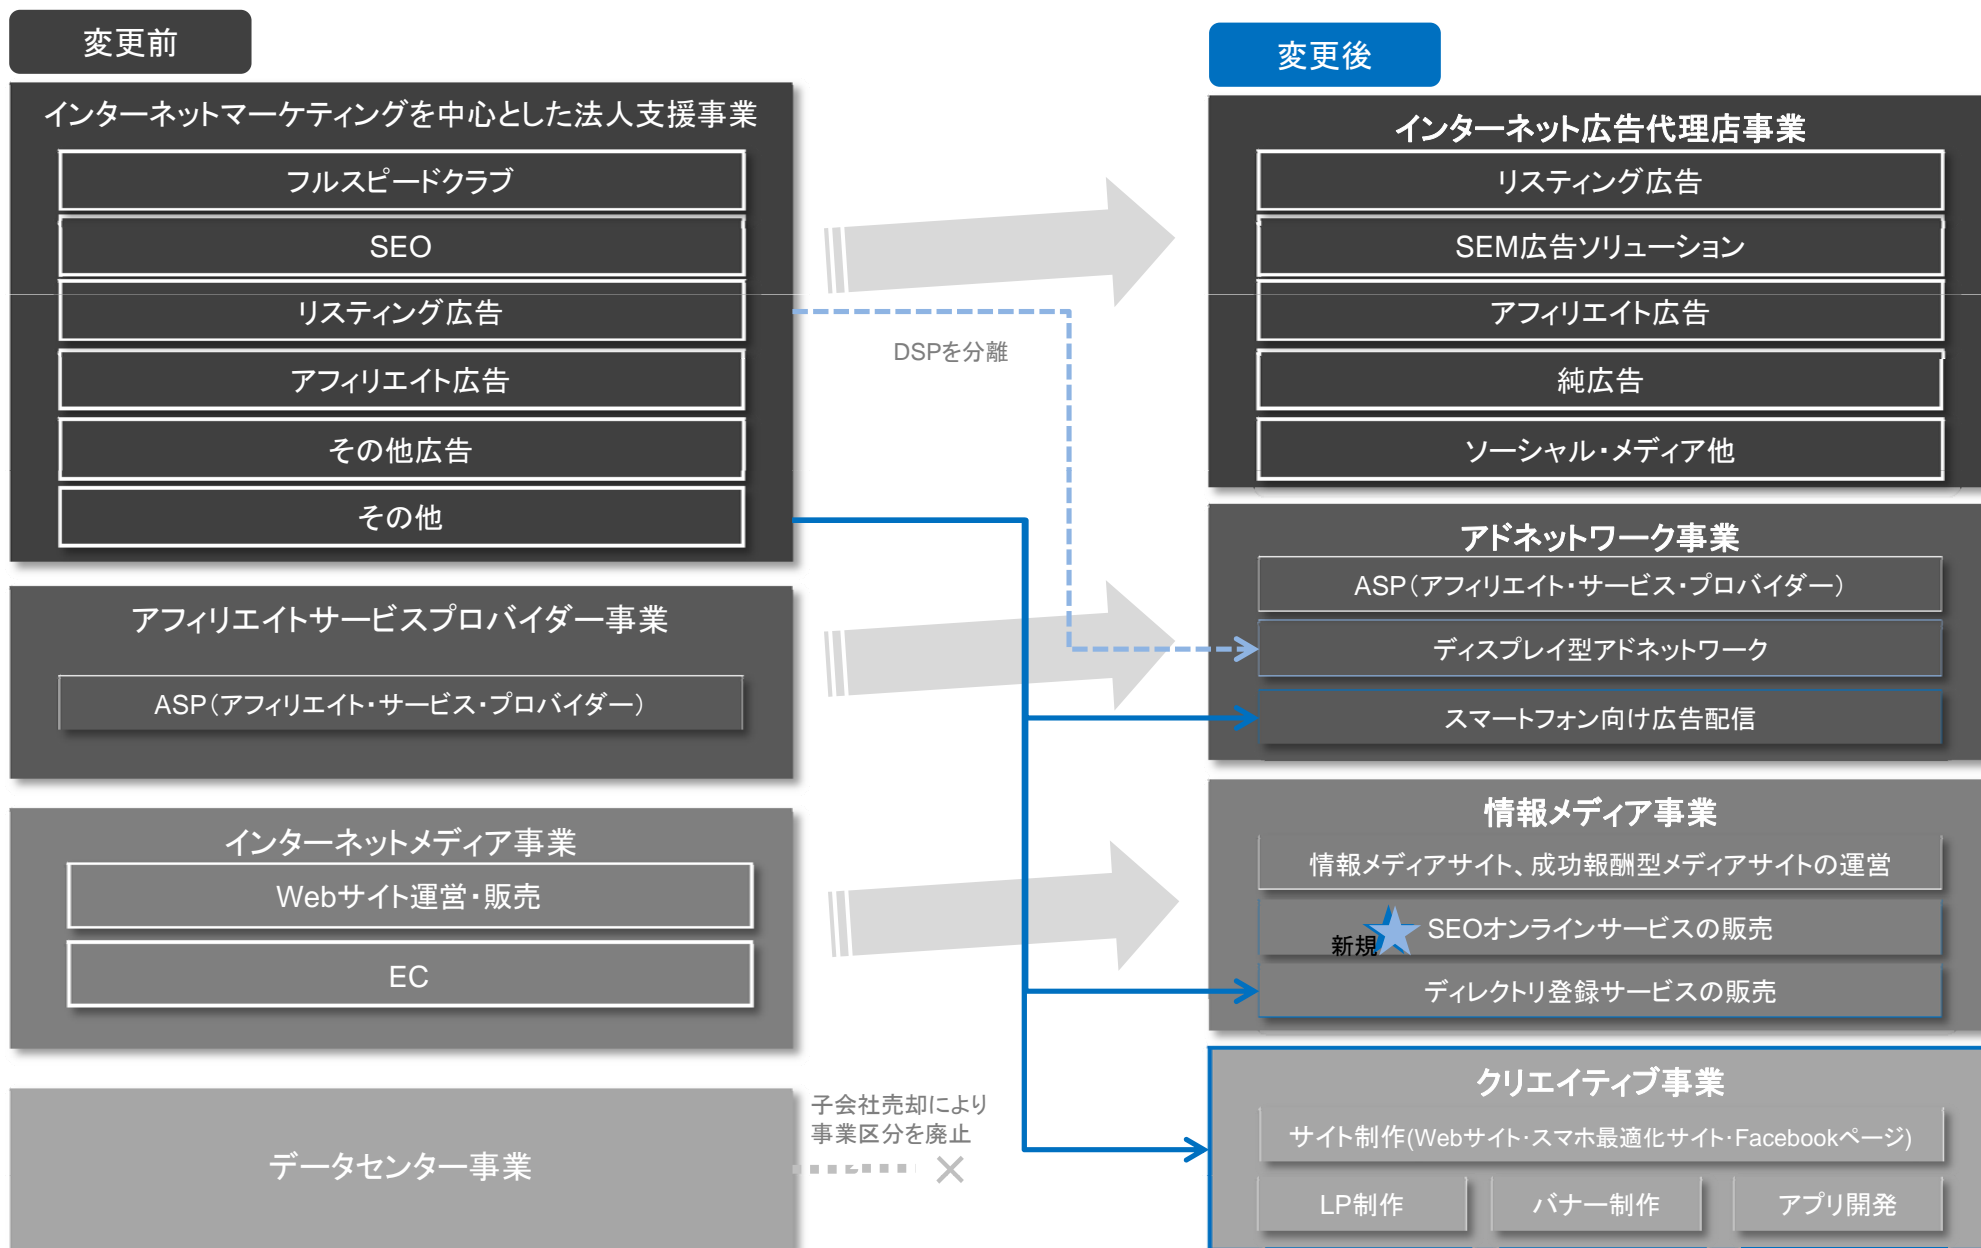 変更前
インターネットマーケティングを中心とした法人支援事業
フルスピードクラブ
SEO
リスティング広告
アフィリエイト広告
その他広告
その他
アフィリエイトサービスプロバイダー事業
ASP（アフィリエイト・サービス・プロバイダー）
インターネットメディア事業
Webサイト運営・販売
EC
データセンター事業
DSPを分離
子会社売却により
事業区分を廃止
変更後
インターネット広告代理店事業
リスティング広告
SEM広告ソリューション
アフィリエイト広告
純広告
ソーシャル・メディア他
アドネットワーク事業
ASP（アフィリエイト・サービス・プロバイダー）
ディスプレイ型アドネットワーク
スマートフォン向け広告配信
情報メディア事業
情報メディアサイト、成功報酬型メディアサイトの運営
新規 SEOオンラインサービスの販売
ディレクトリ登録サービスの販売
クリエイティブ事業
サイト制作(Webサイト・スマホ最適化サイト・Facebookページ)
LP制作 バナー制作 アプリ開発